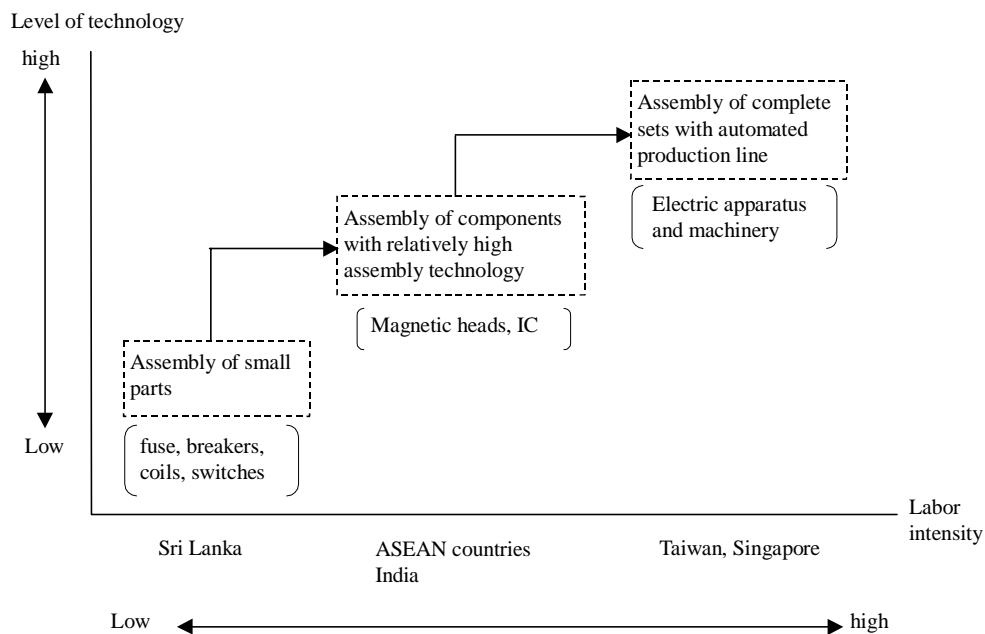 Level of technology
high
Assembly of complete
sets with automated
production line
Electric apparatus
and machinery
Assembly of components
with relatively high
assembly technology
Magnetic heads, IC
Assembly of small
parts
Low
fuse, breakers,
coils, switches
Labor
intensity
Sri Lanka
ASEAN countries
India
Taiwan, Singapore
Low
high